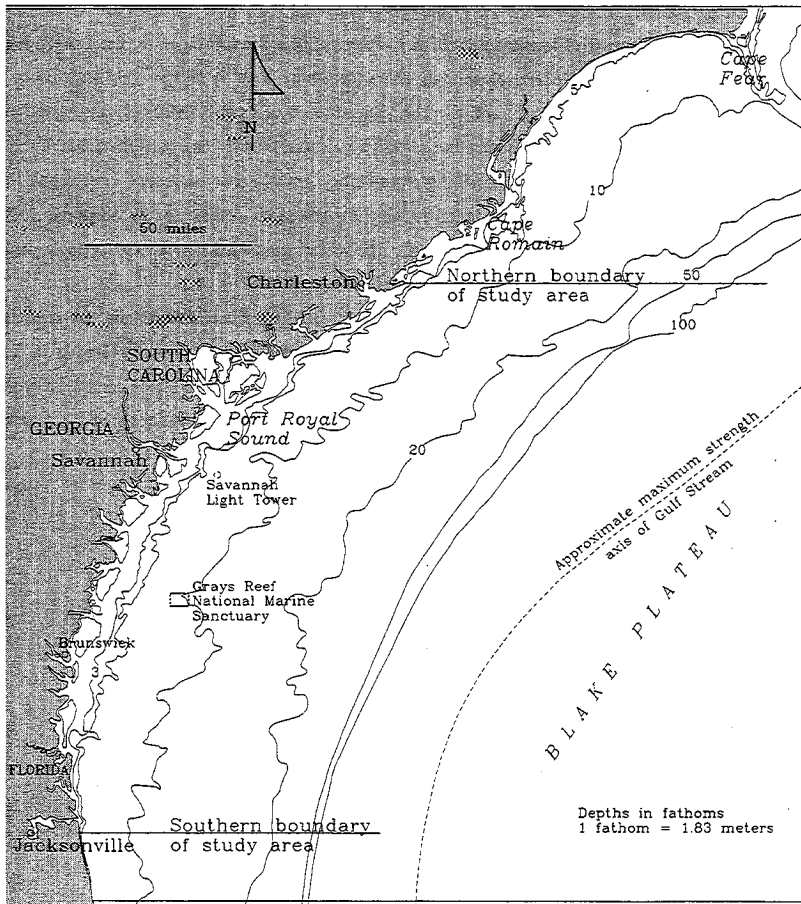 Cape
Fear
5
N
10
50 miles
Cape
Romain
Charleston
Northern boundary
of study area
50
100
SOUTH
CAROLINA
Port Royal
Sound
GEORGIA
Savannah
20
Savannah
Light Tower
Approximate maximum strength
axis of Gulf Stream
BLAKE PLATEAU
Grays Reef
National Marine
Sanctuary
Brunswick
3
FLORIDA
Depths in fathoms
1 fathom = 1.83 meters
Southern boundary
of study area
Jacksonville